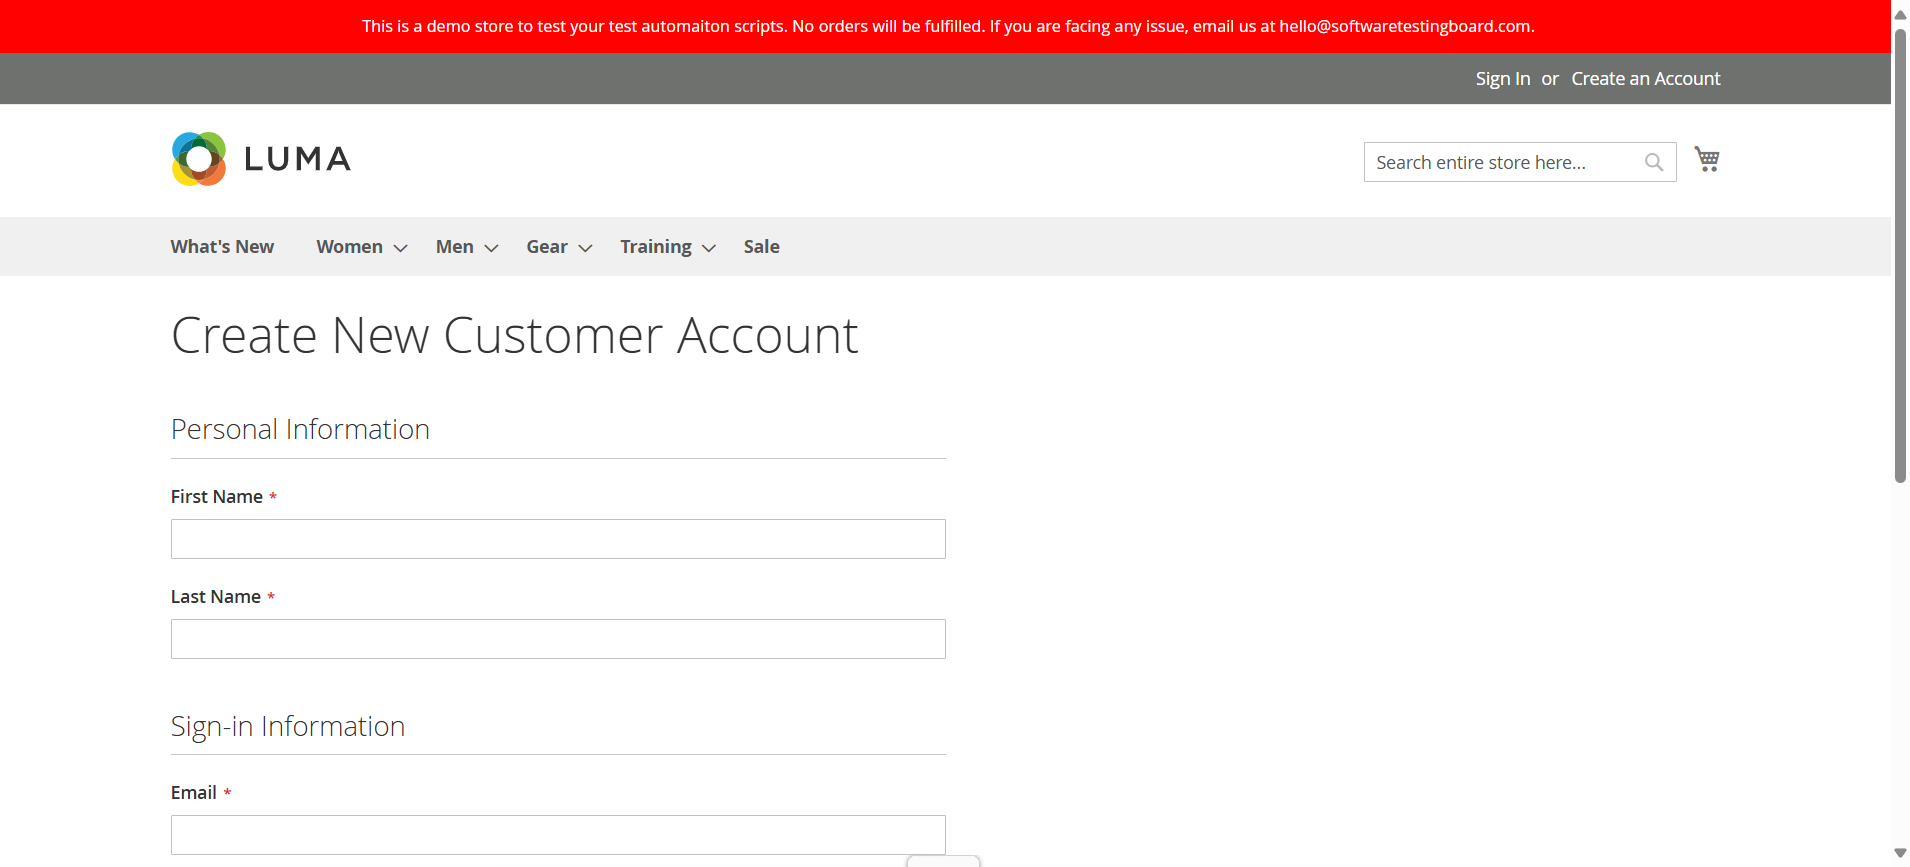 This is a demo store to test your test automaiton scripts. No orders will be fulfilled. If you are facing any issue, email us at hello@softwaretestingboard.com.
Sign In or Create an Account
LUMA
Search entire store here...
What's New Women Men Gear Training Sale
Create New Customer Account
Personal Information
First Name *
Last Name *
Sign-in Information
Email *